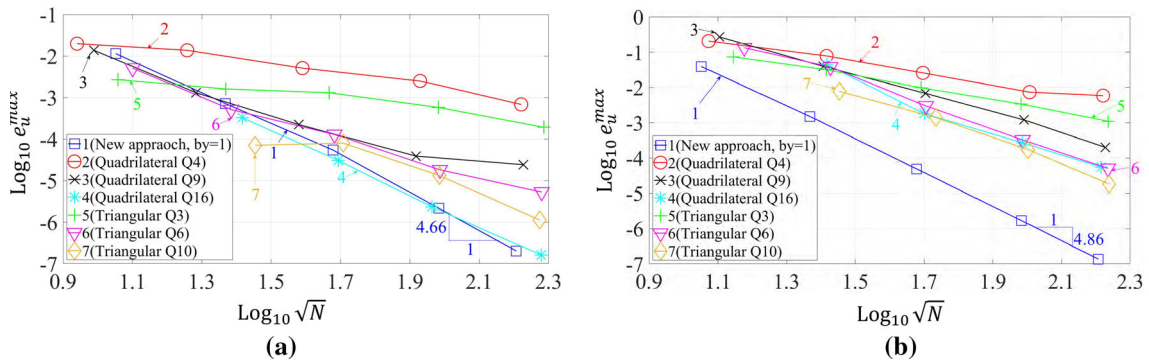 -1
-2
-3
-4
-5
-6
-7
Log₁₀ e_u^max
0.9 1.1 1.3 1.5 1.7 1.9 2.1 2.3
Log₁₀ √N
2
3
5
6
1
4
7
4.66
1
1(New appraoch, by=1)
2(Quadrilateral Q4)
3(Quadrilateral Q9)
4(Quadrilateral Q16)
5(Triangular Q3)
6(Triangular Q6)
7(Triangular Q10)
(a)
0
-1
-2
-3
-4
-5
-6
-7
Log₁₀ e_u^max
0.9 1.1 1.3 1.5 1.7 1.9 2.1 2.3
Log₁₀ √N
3
2
1
7
4
5
6
1
4.86
1(New appraoch, by=1)
2(Quadrilateral Q4)
3(Quadrilateral Q9)
4(Quadrilateral Q16)
5(Triangular Q3)
6(Triangular Q6)
7(Triangular Q10)
(b)